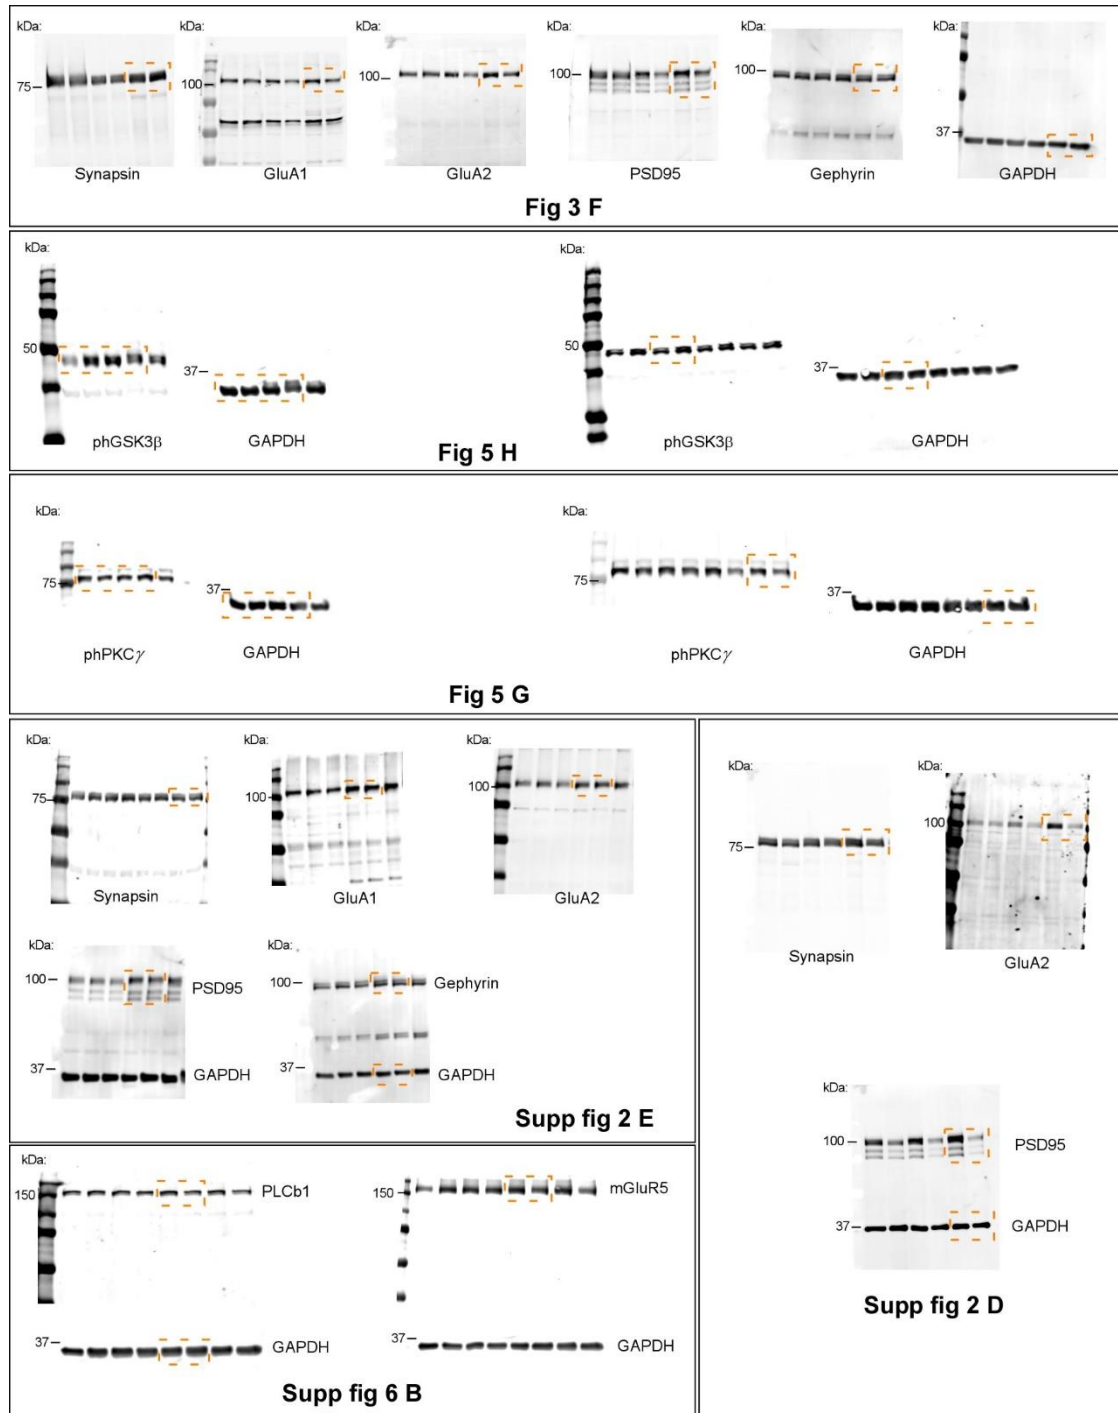 kDa:
kDa:
kDa:
kDa:
kDa:
kDa:
75
100
100
100
100
37
Synapsin
GluA1
GluA2
PSD95
Gephyrin
GAPDH
Fig 3 F
kDa:
kDa:
50
37
50
37
phGSK3β
GAPDH
phGSK3β
GAPDH
Fig 5 H
kDa:
kDa:
75
37
75
37
phPKCγ
GAPDH
phPKCγ
GAPDH
Fig 5 G
kDa:
kDa:
kDa:
75
100
100
Synapsin
GluA1
GluA2
kDa:
kDa:
100
PSD95
100
Gephyrin
37
GAPDH
37
GAPDH
Supp fig 2 E
kDa:
kDa:
75
100
Synapsin
GluA2
kDa:
100
PSD95
37
GAPDH
Supp fig 2 D
kDa:
kDa:
150
PLCb1
150
mGluR5
37
GAPDH
37
GAPDH
Supp fig 6 B